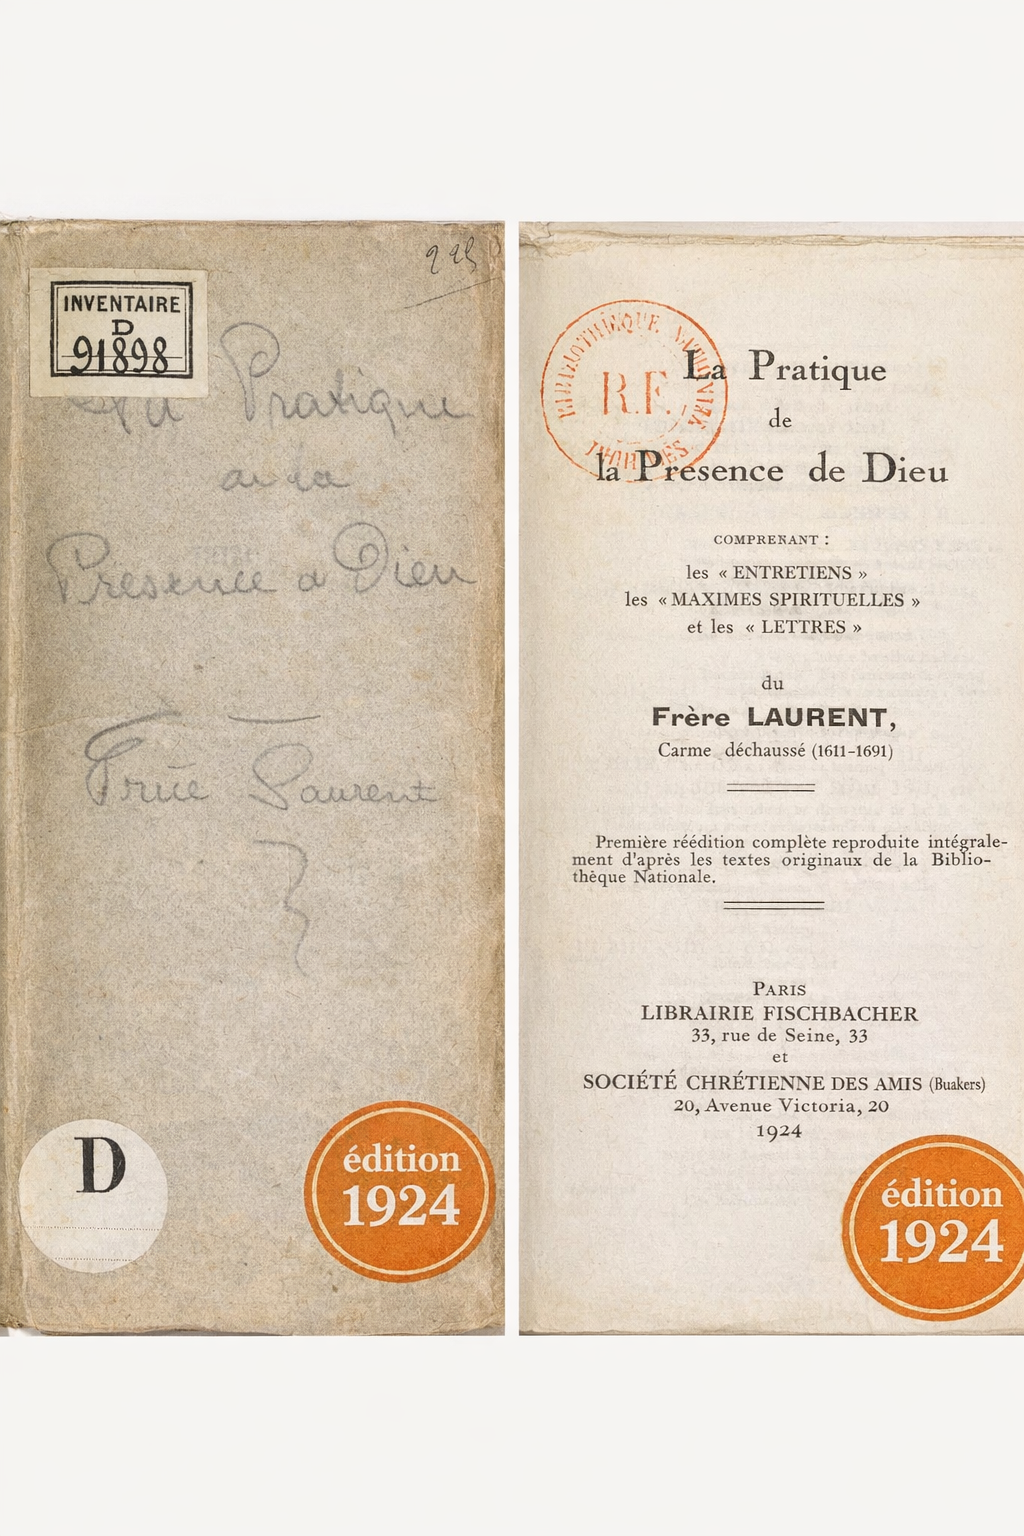 225
INVENTAIRE
D
91898
La Pratique
de la
Presence d Dieu
Laurent
D
édition
1924
BIBLIOTHÈQUE NATIONALE
R.F.
La Pratique
de
la Présence de Dieu
COMPRENANT :
les « ENTRETIENS »
les « MAXIMES SPIRITUELLES »
et les « LETTRES »
du
Frère LAURENT,
Carme déchaussé (1611-1691)
Première réédition complète reproduite intégrale-
ment d'après les textes originaux de la Biblio-
thèque Nationale.
PARIS
LIBRAIRIE FISCHBACHER
33, rue de Seine, 33
et
SOCIÉTÉ CHRÉTIENNE DES AMIS (Buakers)
20, Avenue Victoria, 20
1924
édition
1924